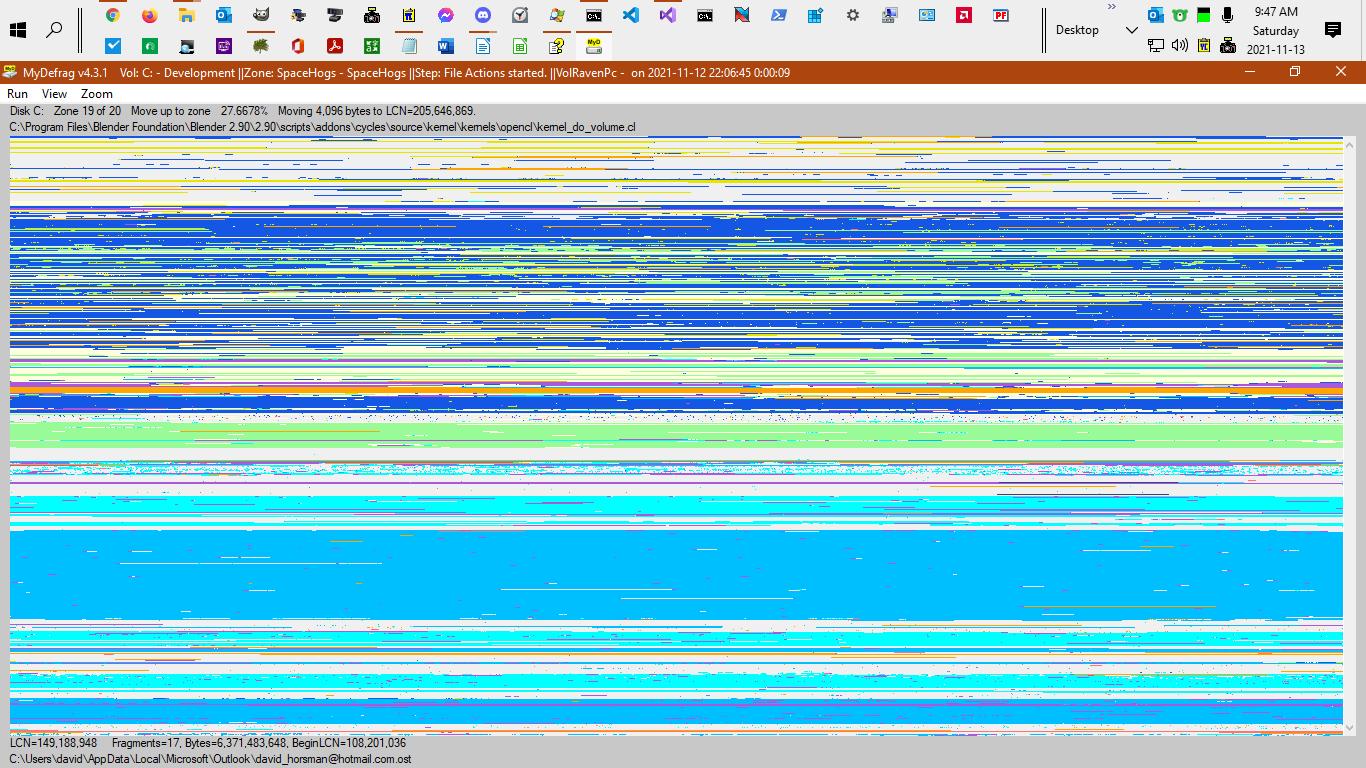 9:47 AM
Desktop
Saturday
2021-11-13
MyDefrag v4.3.1 Vol: C: - Development ||Zone: SpaceHogs - SpaceHogs ||Step: File Actions started. ||VolRavenPc - on 2021-11-12 22:06:45 0:00:09
Run View Zoom
Disk C: Zone 19 of 20 Move up to zone 27.6678% Moving 4,096 bytes to LCN=205,646,869.
C:\Program Files\Blender Foundation\Blender 2.90\2.90\scripts\addons\cycles\source\kernel\kernels\opencl\kernel_do_volume.cl
LCN=149,188,948 Fragments=17, Bytes=6,371,483,648, BeginLCN=108,201,036
C:\Users\david\AppData\Local\Microsoft\Outlook\david_horsman@hotmail.com.ost